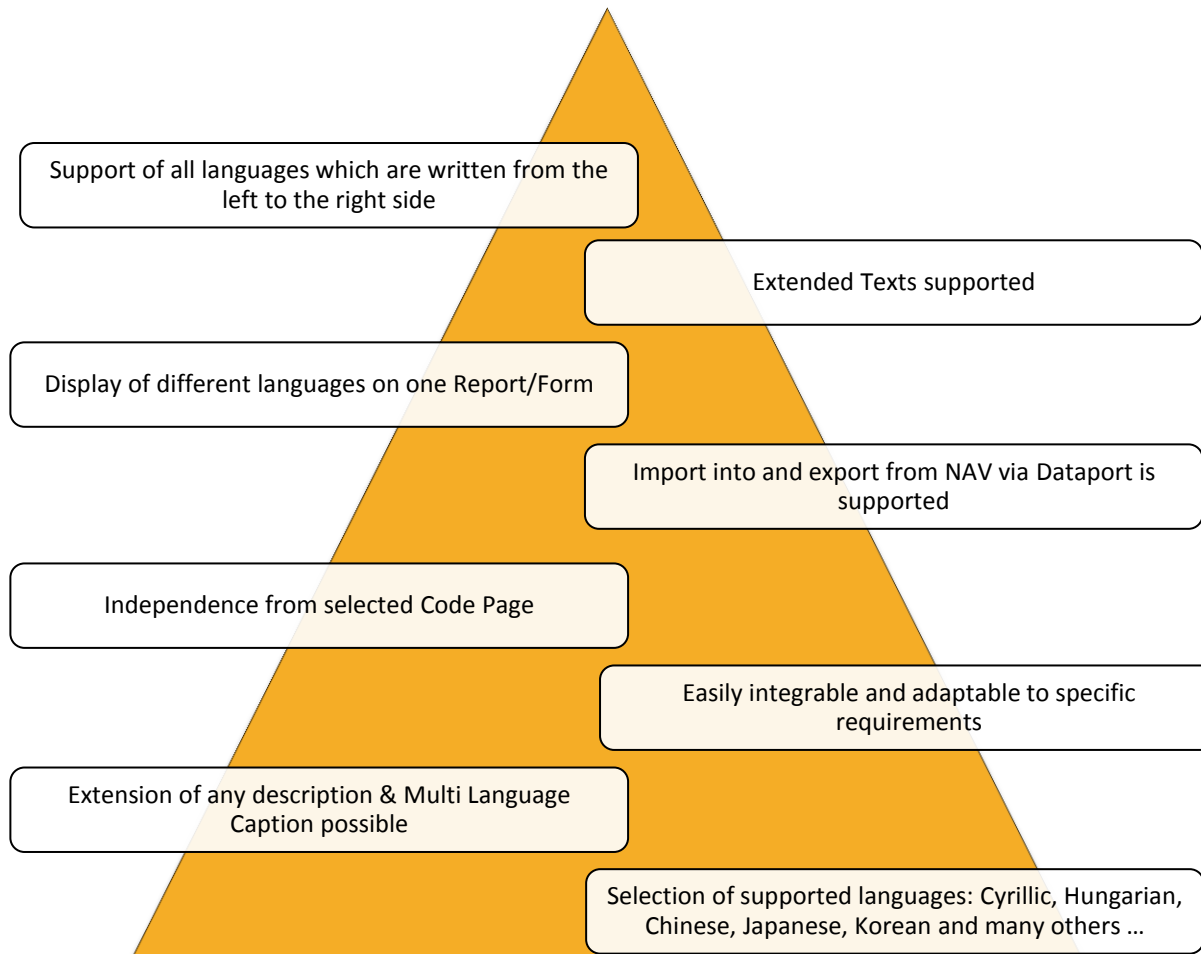 Support of all languages which are written from the
left to the right side
Extended Texts supported
Display of different languages on one Report/Form
Import into and export from NAV via Dataport is
supported
Independence from selected Code Page
Easily integrable and adaptable to specific
requirements
Extension of any description & Multi Language
Caption possible
Selection of supported languages: Cyrillic, Hungarian,
Chinese, Japanese, Korean and many others ...